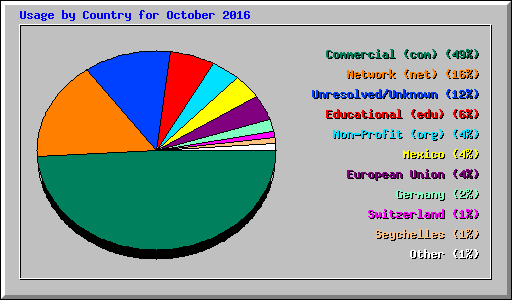 Usage by Country for October 2016
Commercial (com) (49%)
Network (net) (16%)
Unresolved/Unknown (12%)
Educational (edu) (6%)
Non-Profit (org) (4%)
Mexico (4%)
European Union (4%)
Germany (2%)
Switzerland (1%)
Seychelles (1%)
Other (1%)